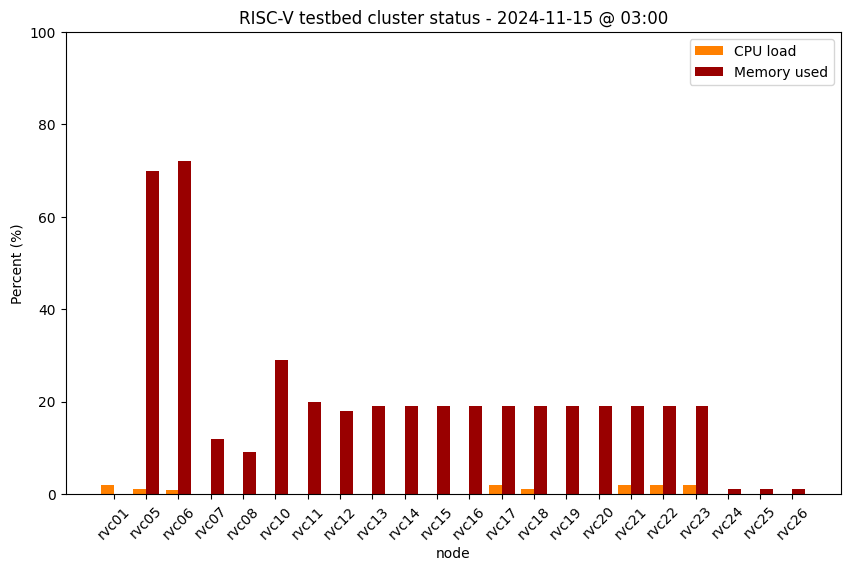 RISC-V testbed cluster status - 2024-11-15 @ 03:00
CPU load
Memory used
Percent (%)
100
80
60
40
20
0
rvc01
rvc05
rvc06
rvc07
rvc08
rvc10
rvc11
rvc12
rvc13
rvc14
rvc15
rvc16
rvc17
rvc18
rvc19
rvc20
rvc21
rvc22
rvc23
rvc24
rvc25
rvc26
node